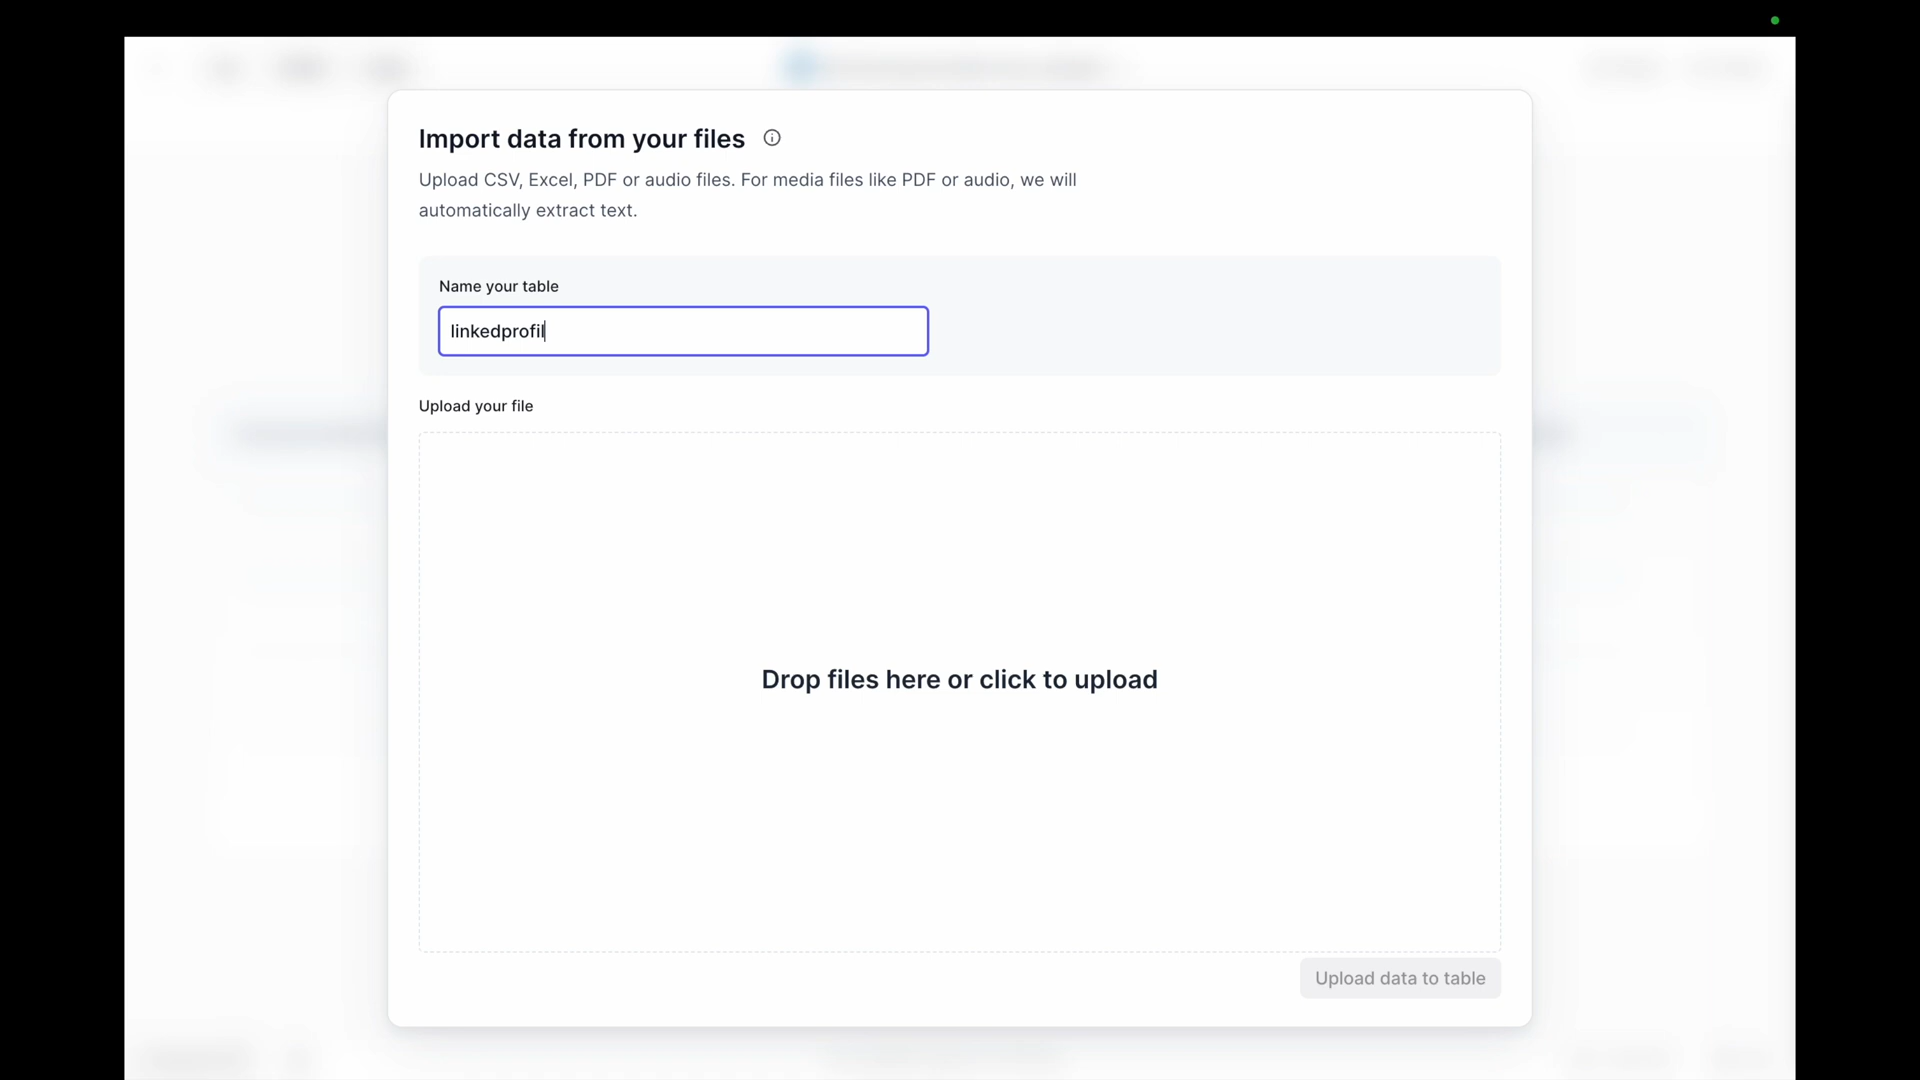 Import data from your files
Upload CSV, Excel, PDF or audio files. For media files like PDF or audio, we will
automatically extract text.
Name your table
linkedprofil
Upload your file
Drop files here or click to upload
Upload data to table